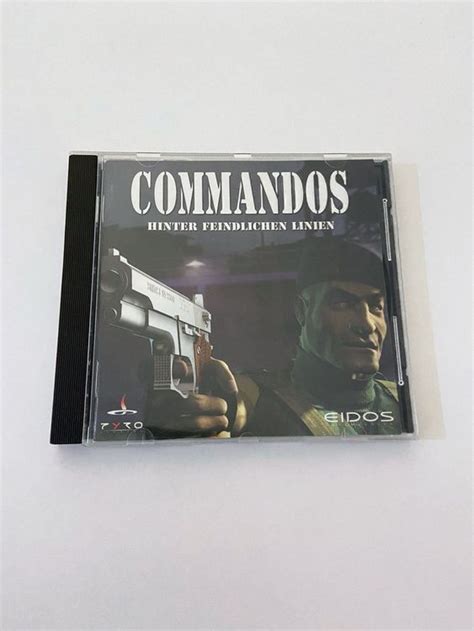 COMMANDOS
HINTER FEINDLICHEN LINIEN
PYRO
EIDOS